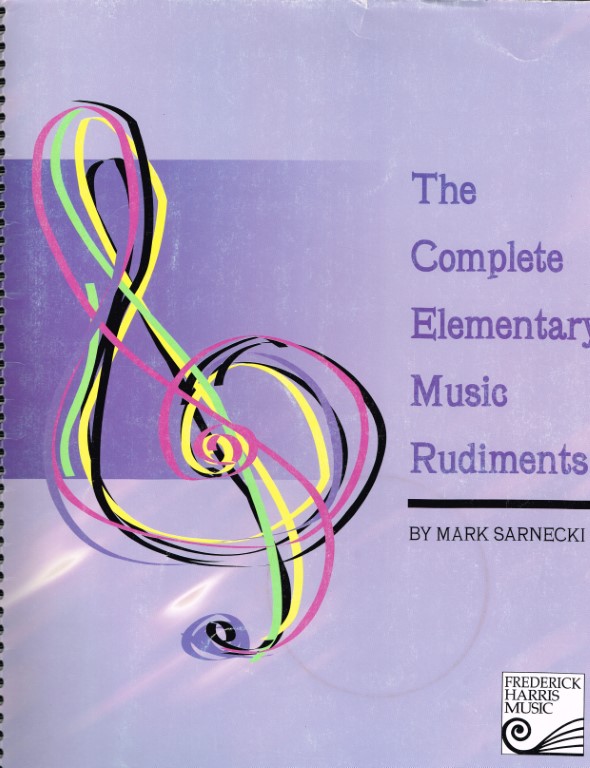 The
Complete
Elementary
Music
Rudiments
BY MARK SARNECKI
FREDERICK
HARRIS
MUSIC